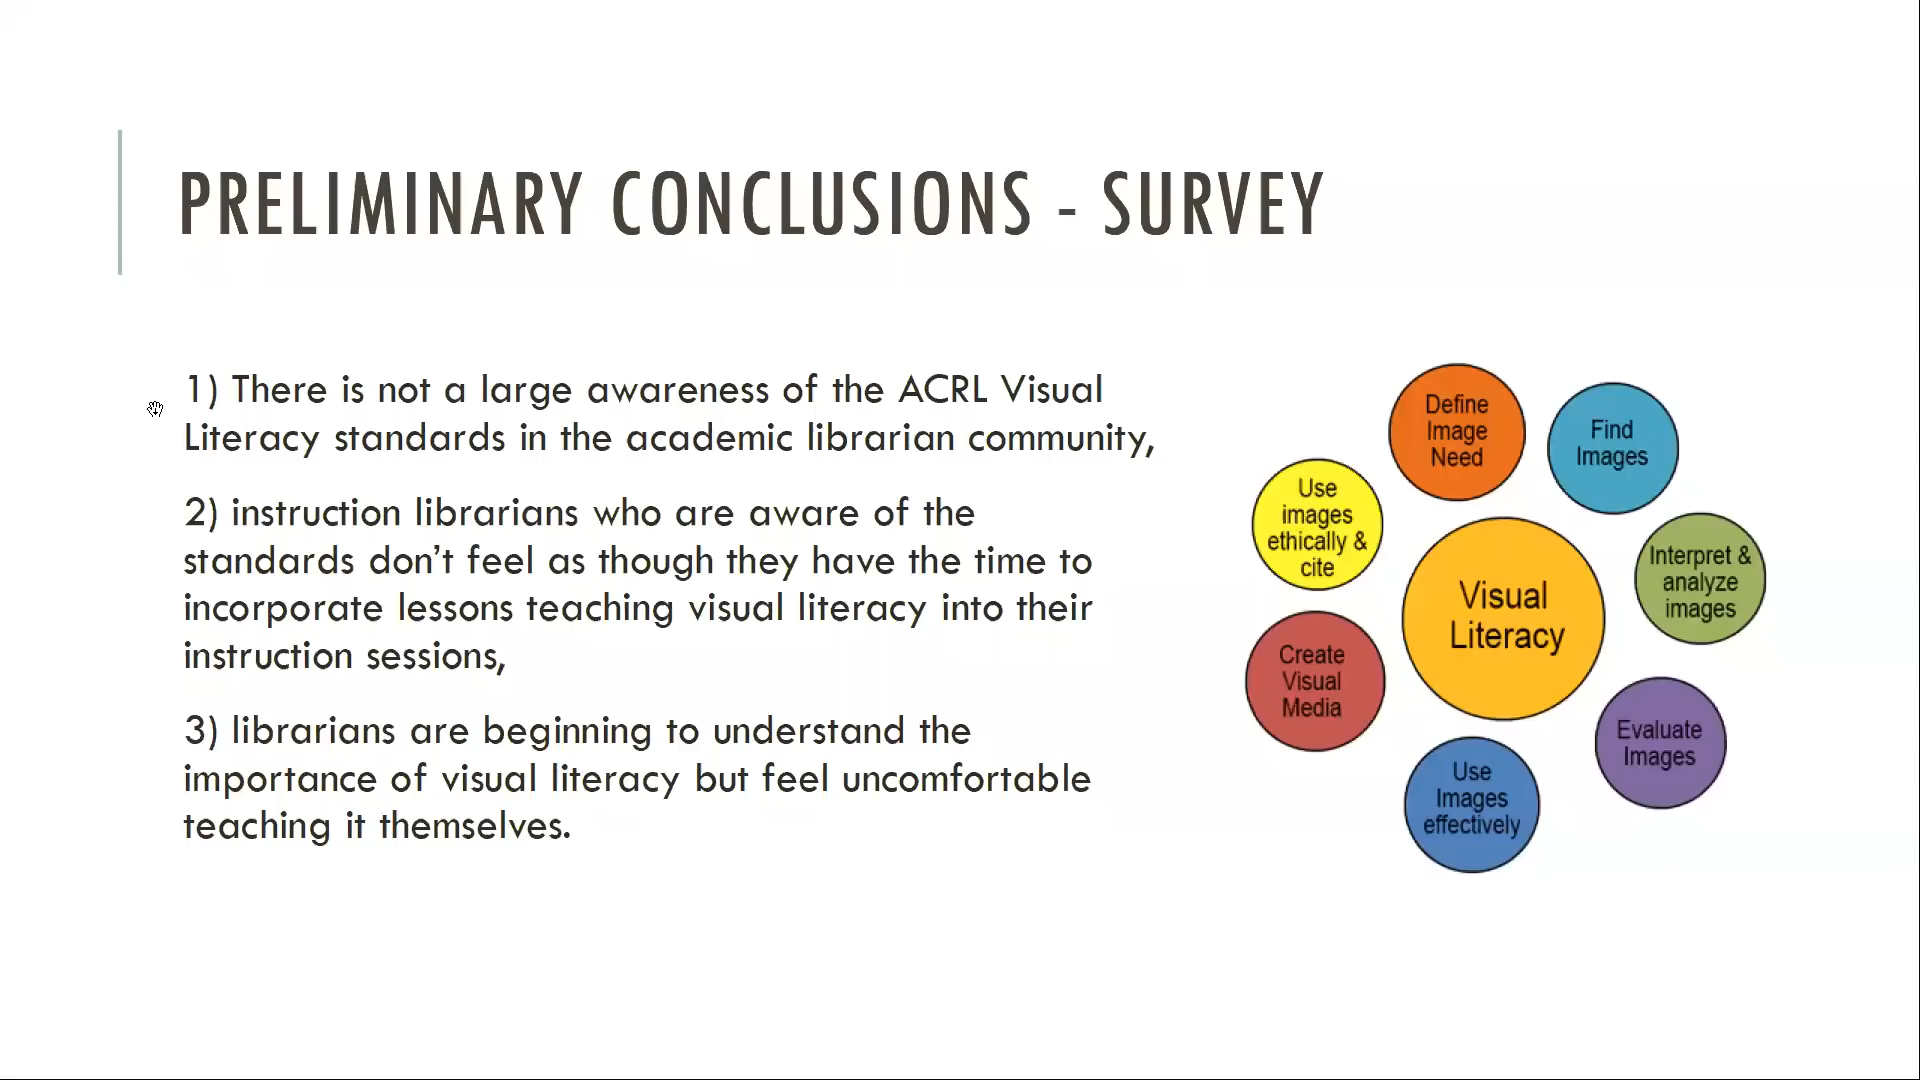 PRELIMINARY CONCLUSIONS - SURVEY
1) There is not a large awareness of the ACRL Visual
Literacy standards in the academic librarian community,
2) instruction librarians who are aware of the
standards don’t feel as though they have the time to
incorporate lessons teaching visual literacy into their
instruction sessions,
3) librarians are beginning to understand the
importance of visual literacy but feel uncomfortable
teaching it themselves.
Define
Image
Need
Find
Images
Use
images
ethically &
cite
Interpret &
analyze
images
Visual
Literacy
Create
Visual
Media
Evaluate
Images
Use
Images
effectively